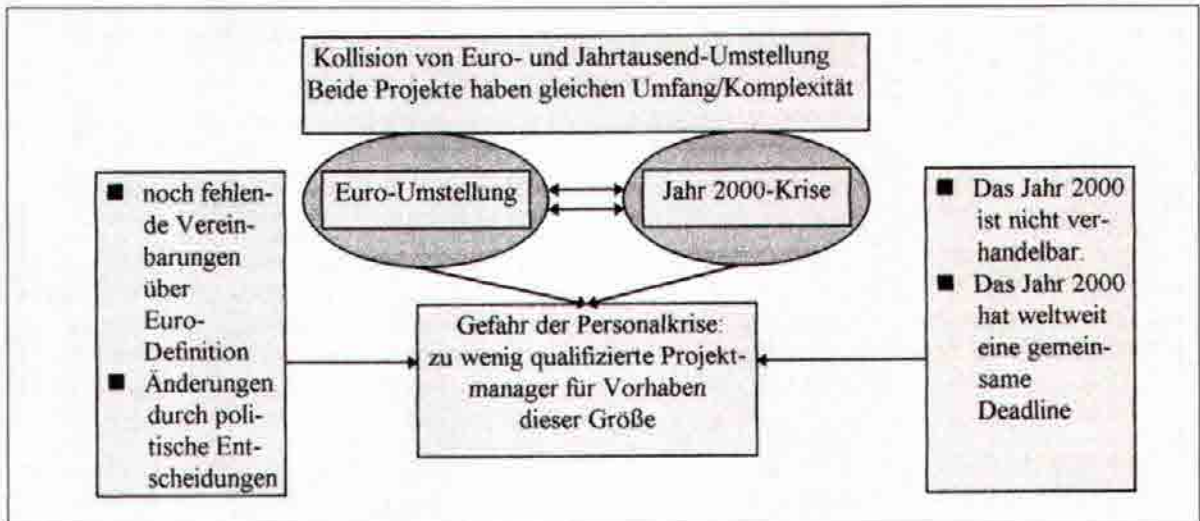 Kollision von Euro- und Jahrtausend-Umstellung
Beide Projekte haben gleichen Umfang/Komplexität
Euro-Umstellung
Jahr 2000-Krise
■ noch fehlen-
de Verein-
barungen
über
Euro-
Definition
■ Änderungen
durch poli-
tische Ent-
scheidungen
Gefahr der Personalkrise:
zu wenig qualifizierte Projekt-
manager für Vorhaben
dieser Größe
■ Das Jahr 2000
ist nicht ver-
handelbar.
■ Das Jahr 2000
hat weltweit
eine gemein-
same
Deadline